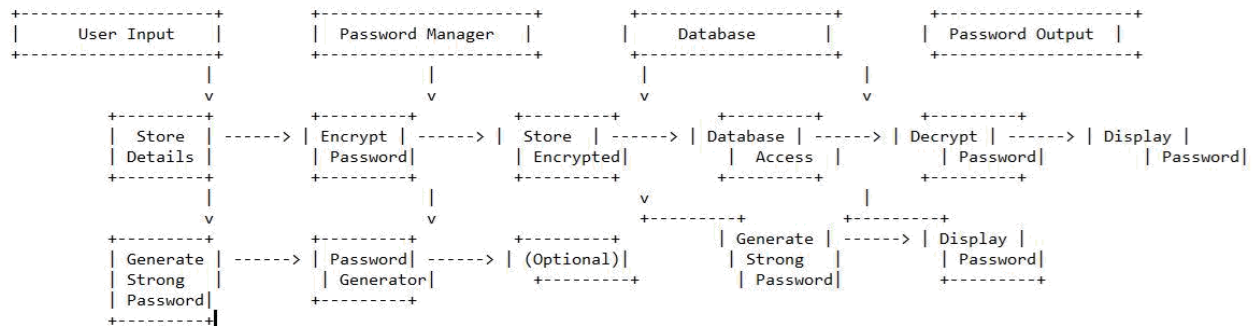 User Input Password Manager Database Password Output
v v v v
Store ------> Encrypt ------> Store ------> Database ------> Decrypt ------> Display
Details Password Encrypted Access Password Password
v v v
Generate ------> Display
Generate ------> Password ------> (Optional) Strong Password
Strong Generator Password
Password